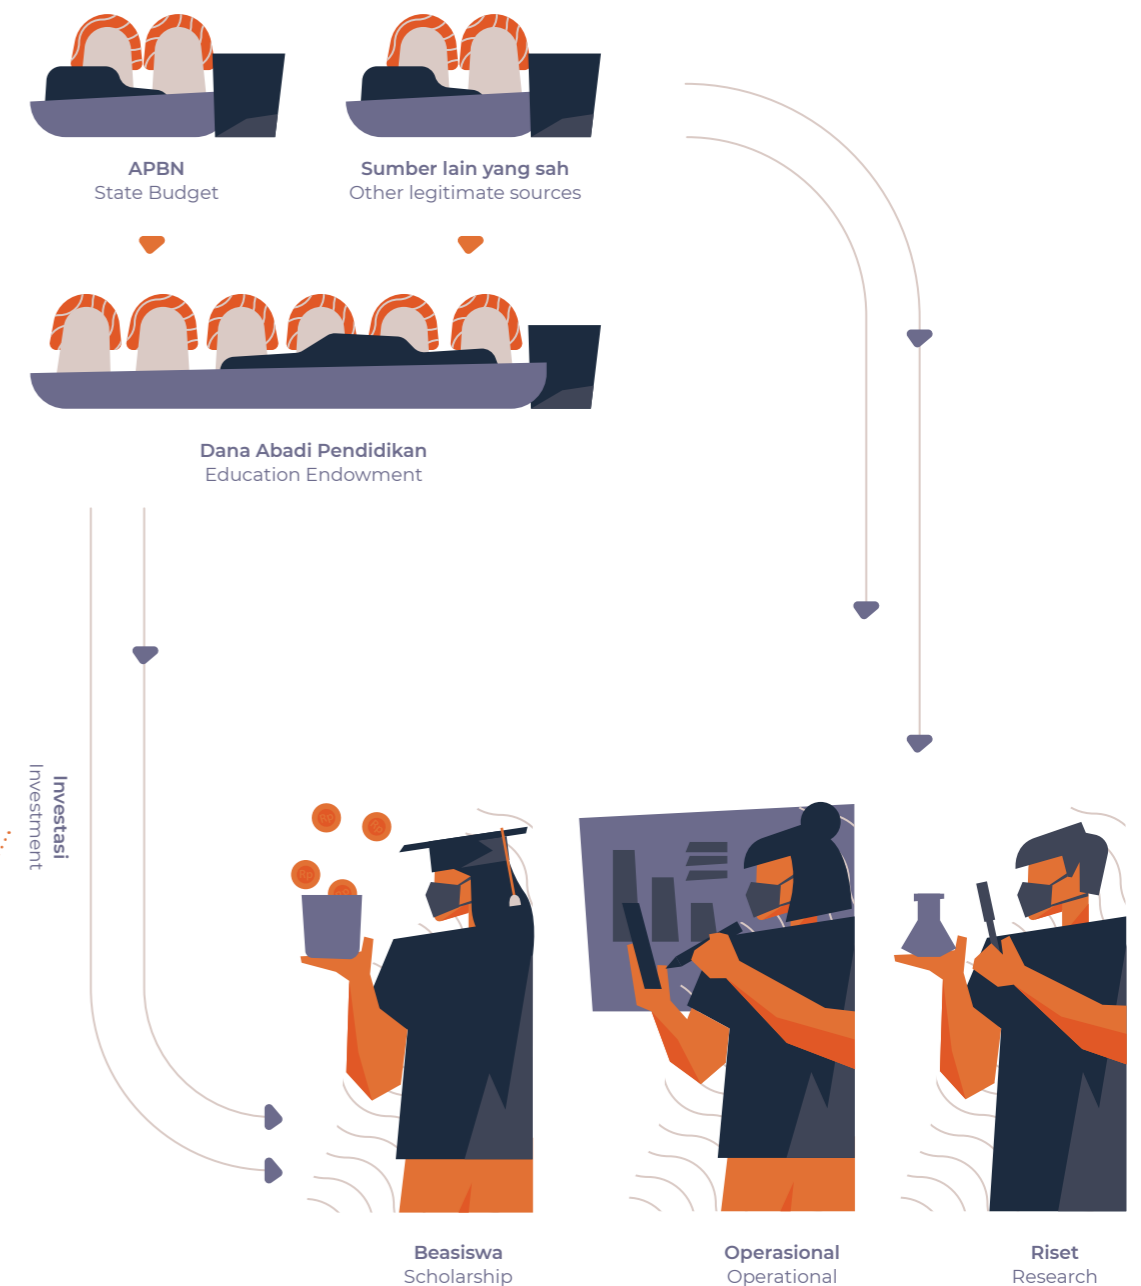 APBN
State Budget
Sumber lain yang sah
Other legitimate sources
Dana Abadi Pendidikan
Education Endowment
Investasi
Investment
Rp
Beasiswa
Scholarship
Operasional
Operational
Riset
Research